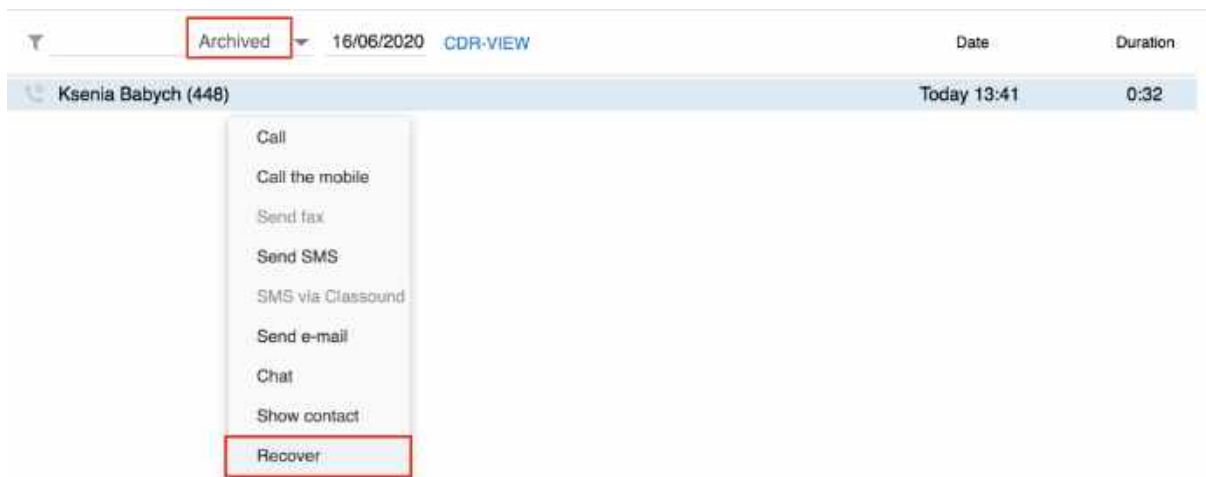 Archived 16/06/2020 CDR-VIEW Date Duration
Ksenia Babych (448) Today 13:41 0:32
Call
Call the mobile
Send fax
Send SMS
SMS via Classound
Send e-mail
Chat
Show contact
Recover